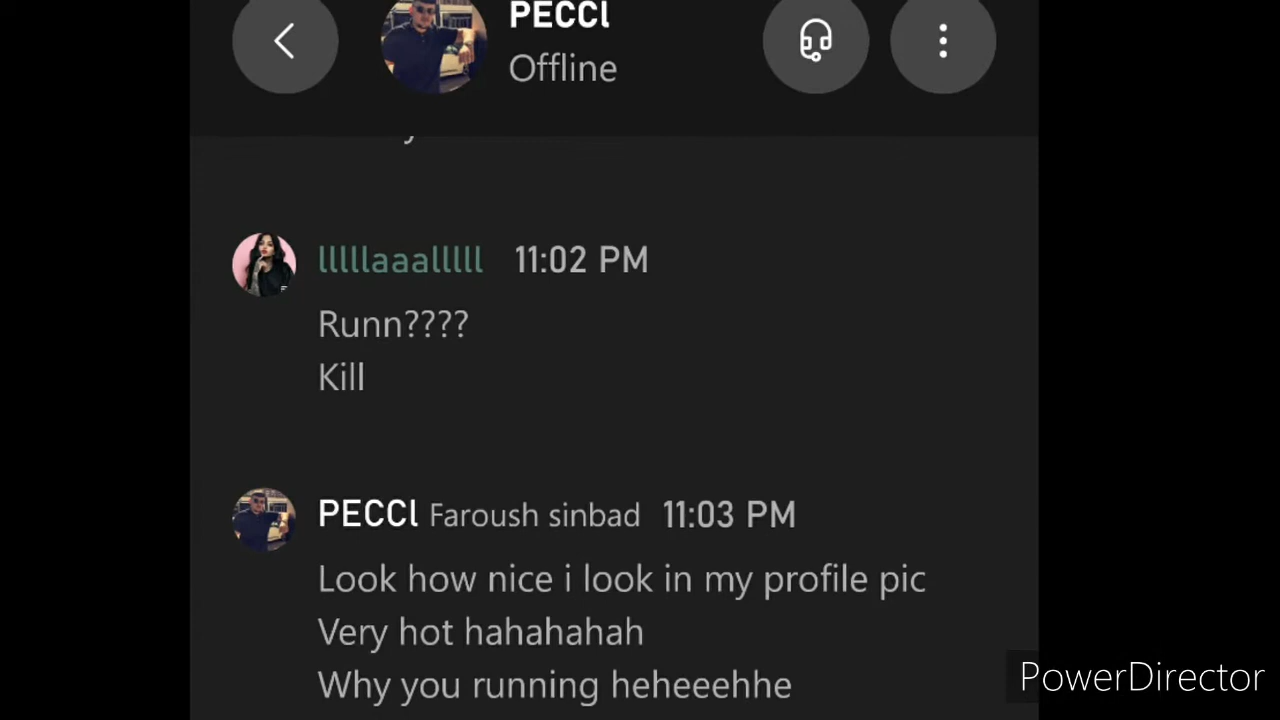 PECCl
Offline
lllllaaalllll 11:02 PM
Runn????
Kill
PECCl Faroush sinbad 11:03 PM
Look how nice i look in my profile pic
Very hot hahahahah
Why you running heheeehhe
PowerDirector